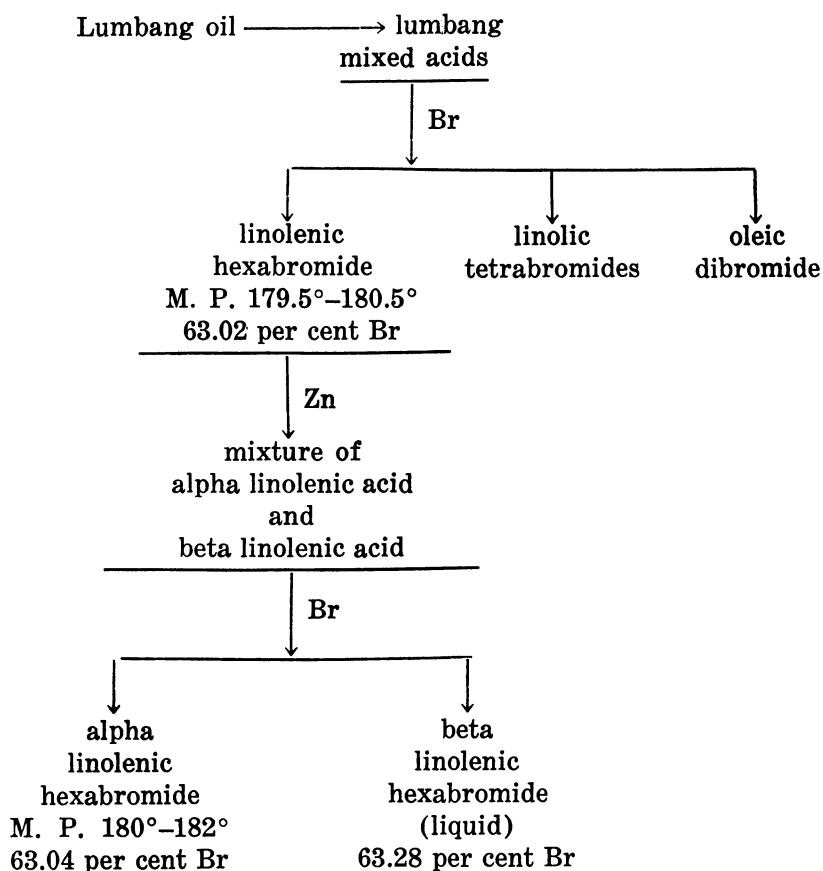 Lumbang oil lumbang
mixed acids
Br
linolenic
hexabromide
M. P. 179.5°–180.5°
63.02 per cent Br
linolic
tetrabromides
oleic
dibromide
Zn
mixture of
alpha linolenic acid
and
beta linolenic acid
Br
alpha
linolenic
hexabromide
M. P. 180°–182°
63.04 per cent Br
beta
linolenic
hexabromide
(liquid)
63.28 per cent Br